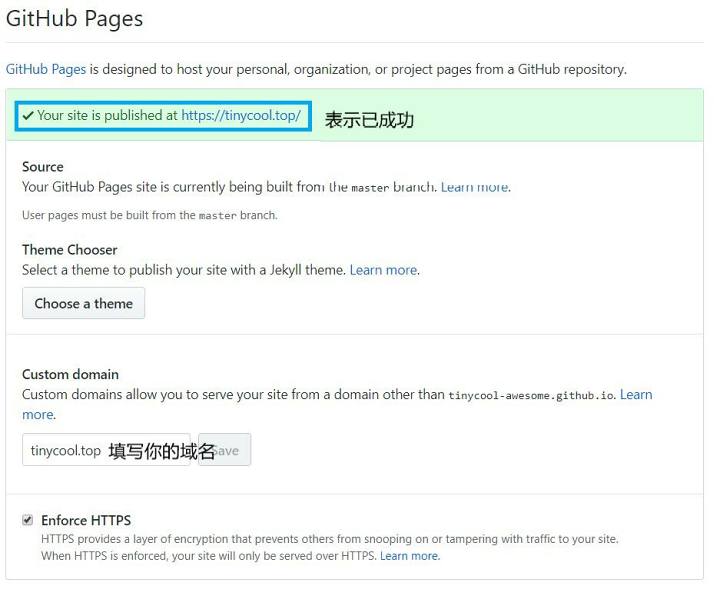 GitHub Pages
GitHub Pages is designed to host your personal, organization, or project pages from a GitHub repository.
✔ Your site is published at https://tinycool.top/ 表示已成功
Source
Your GitHub Pages site is currently being built from the master branch. Learn more.
User pages must be built from the master branch.
Theme Chooser
Select a theme to publish your site with a Jekyll theme. Learn more.
Choose a theme
Custom domain
Custom domains allow you to serve your site from a domain other than tinycool-awesome.github.io. Learn
more.
tinycool.top 填写你的域名 Save
Enforce HTTPS
HTTPS provides a layer of encryption that prevents others from snooping on or tampering with traffic to your site.
When HTTPS is enforced, your site will only be served over HTTPS. Learn more.